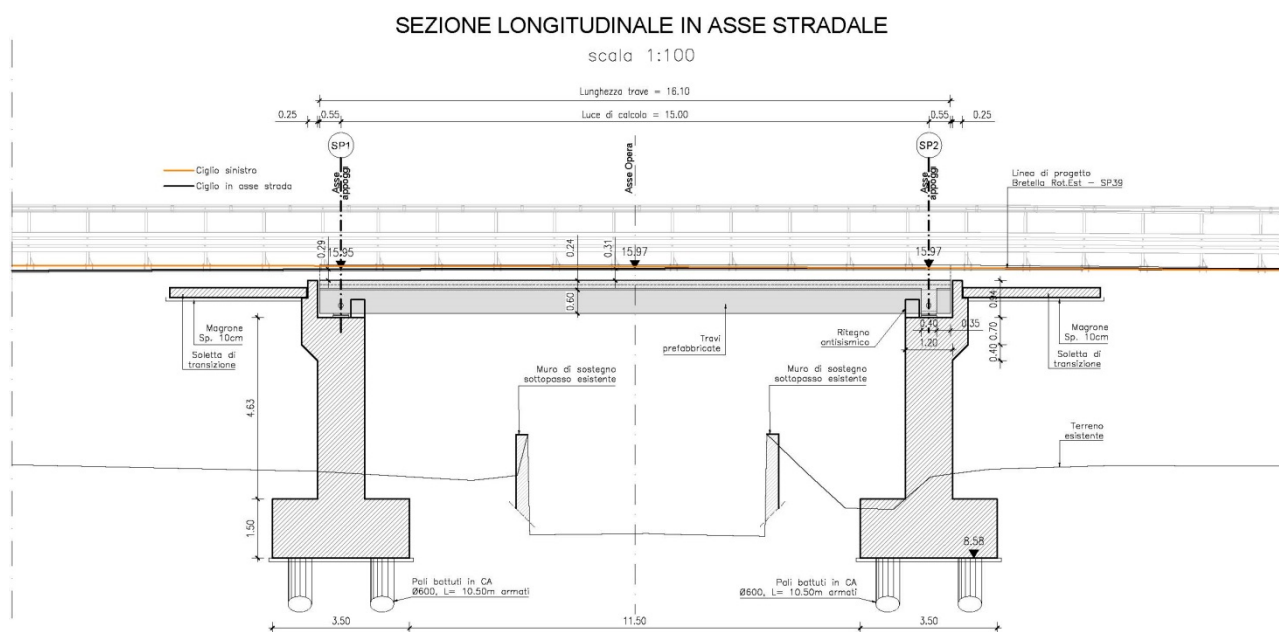 SEZIONE LONGITUDINALE IN ASSE STRADALE
scala 1:100
Lunghezza trave = 16.10
0.25
0.55
Luce di calcolo = 15.00
0.55
0.25
SP1
SP2
Asse appoggi
Asse Opera
Asse appoggi
Ciglio sinistro
Ciglio in asse strada
Linea di progetto
Bretella Rot.Est - SP39
0.29
15.95
0.24
0.31
15.97
15.97
0.60
0.94
0.40
0.35
0.70
1.20
0.40
Magrone
Sp. 10cm
Soletta di
transizione
Travi
prefabbricate
Ritegno
antisismico
Magrone
Sp. 10cm
Soletta di
transizione
Muro di sostegno
sottopasso esistente
Muro di sostegno
sottopasso esistente
4.63
Terreno
esistente
1.50
8.58
Pali battuti in CA
Ø600, L= 10.50m armati
Pali battuti in CA
Ø600, L= 10.50m armati
3.50
11.50
3.50